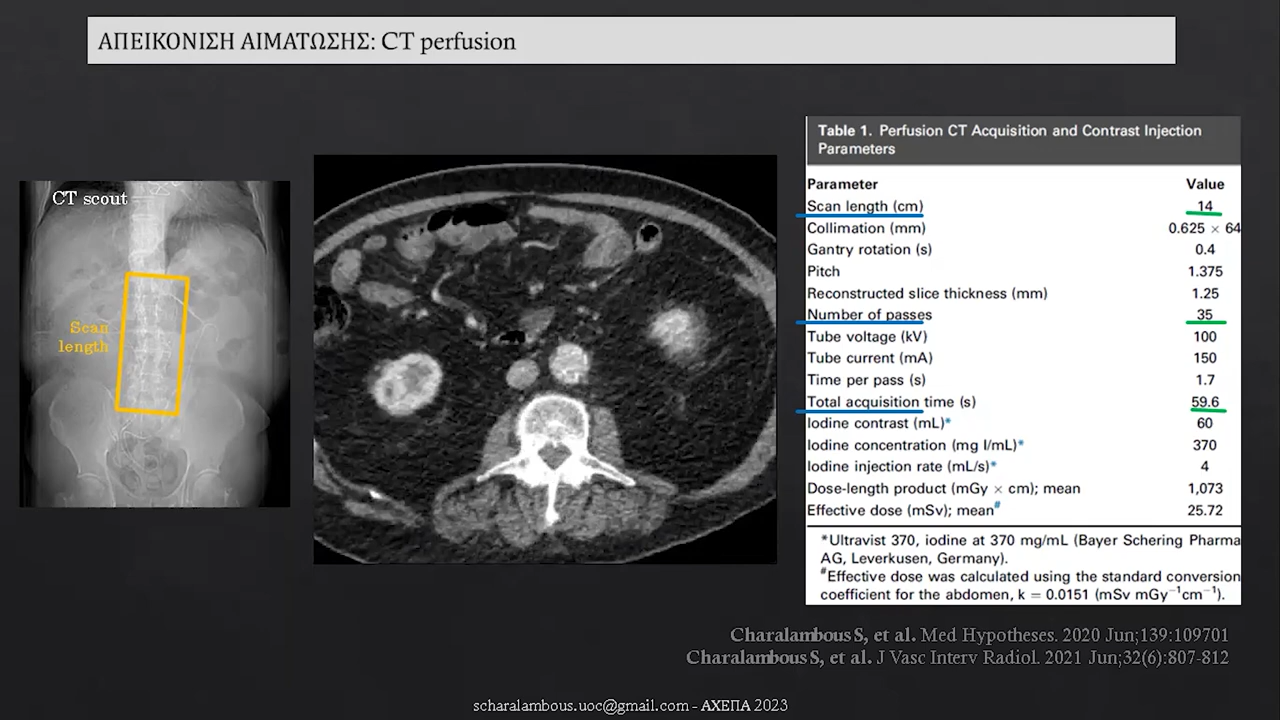 ΑΠΕΙΚΟΝΙΣΗ ΑΙΜΑΤΩΣΗΣ: CT perfusion
CT scout
Scan
length
Table 1. Perfusion CT Acquisition and Contrast Injection
Parameters
Parameter Value
Scan length (cm) 14
Collimation (mm) 0.625 × 64
Gantry rotation (s) 0.4
Pitch 1.375
Reconstructed slice thickness (mm) 1.25
Number of passes 35
Tube voltage (kV) 100
Tube current (mA) 150
Time per pass (s) 1.7
Total acquisition time (s) 59.6
Iodine contrast (mL)* 60
Iodine concentration (mg I/mL)* 370
Iodine injection rate (mL/s)* 4
Dose-length product (mGy × cm); mean 1,073
Effective dose (mSv); mean# 25.72
*Ultravist 370, iodine at 370 mg/mL (Bayer Schering Pharma
AG, Leverkusen, Germany).
#Effective dose was calculated using the standard conversion
coefficient for the abdomen, k = 0.0151 (mSv mGy⁻¹cm⁻¹).
Charalambous S, et al. Med Hypotheses. 2020 Jun;139:109701
Charalambous S, et al. J Vasc Interv Radiol. 2021 Jun;32(6):807-812
scharalambous.uoc@gmail.com - ΑΧΕΠΑ 2023